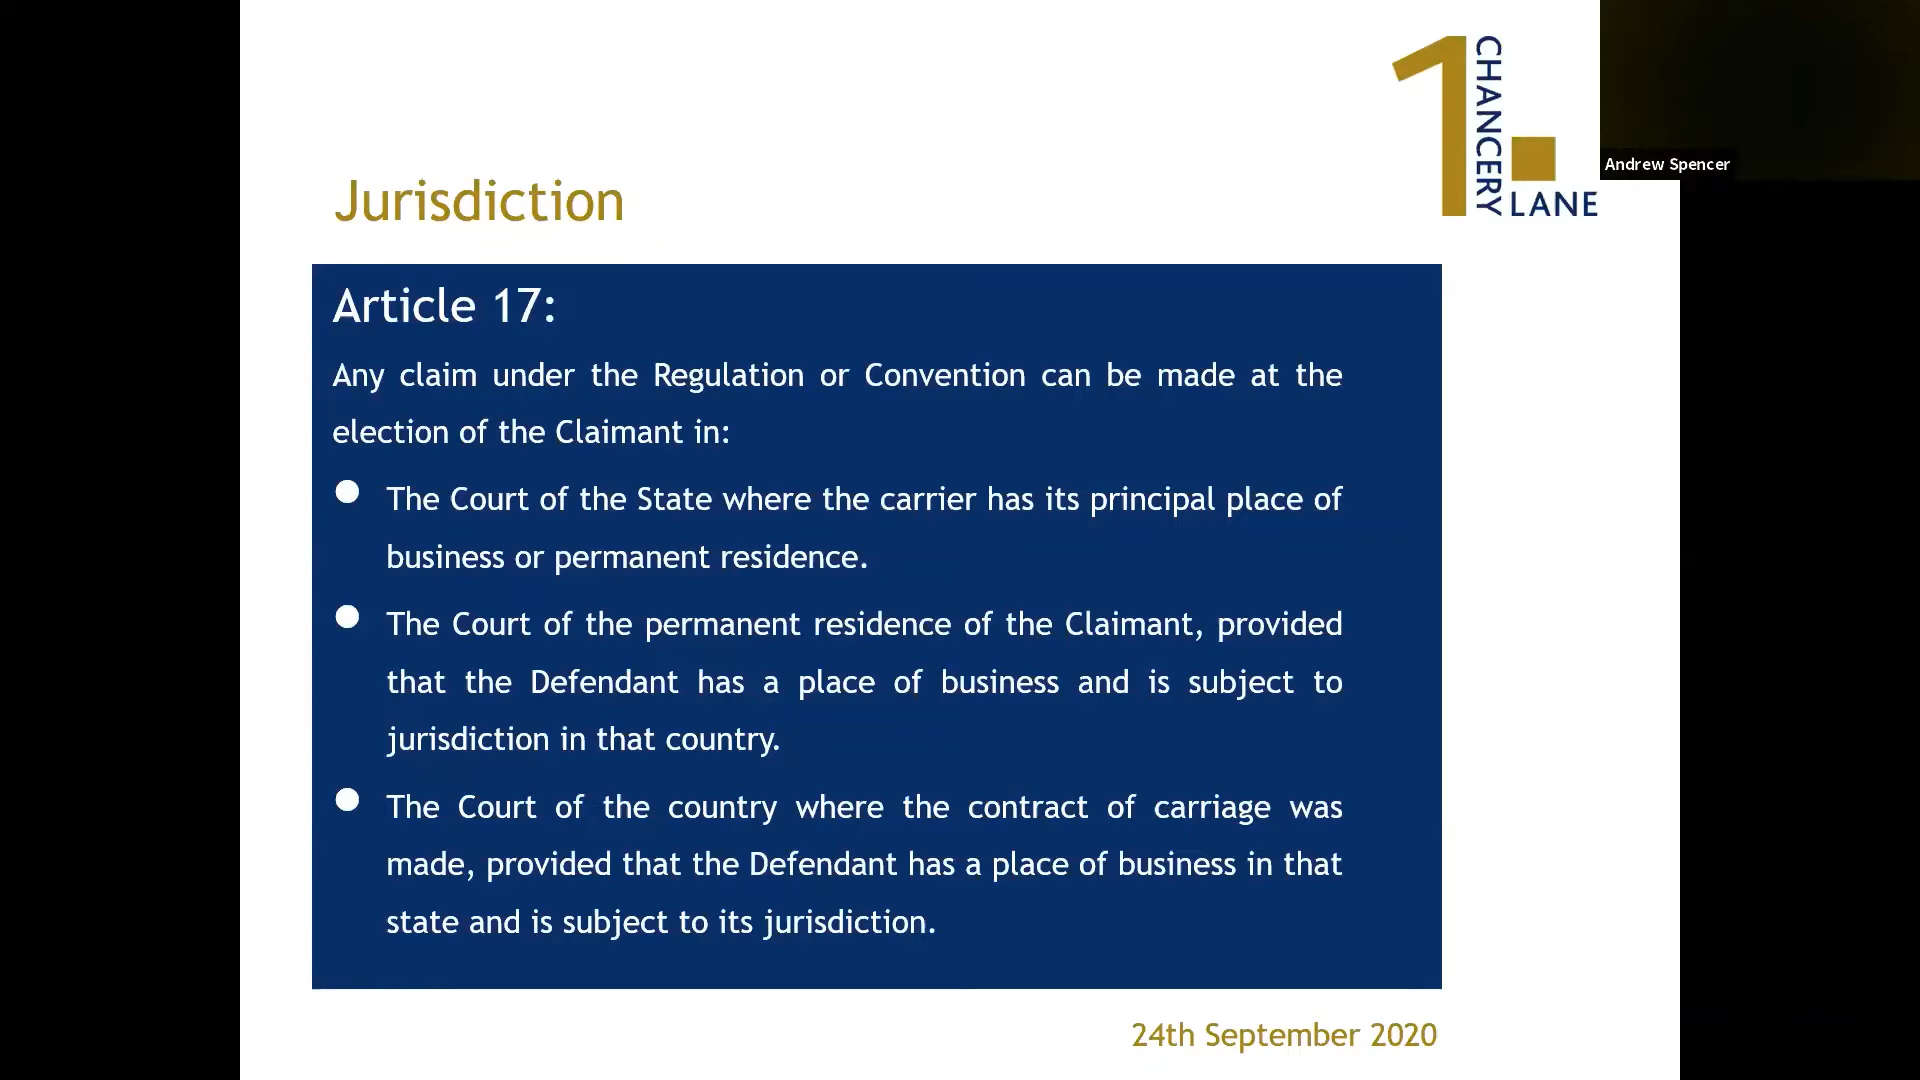 1 CHANCERY
LANE
Andrew Spencer
Jurisdiction
Article 17:
Any claim under the Regulation or Convention can be made at the
election of the Claimant in:
● The Court of the State where the carrier has its principal place of
business or permanent residence.
● The Court of the permanent residence of the Claimant, provided
that the Defendant has a place of business and is subject to
jurisdiction in that country.
● The Court of the country where the contract of carriage was
made, provided that the Defendant has a place of business in that
state and is subject to its jurisdiction.
24th September 2020